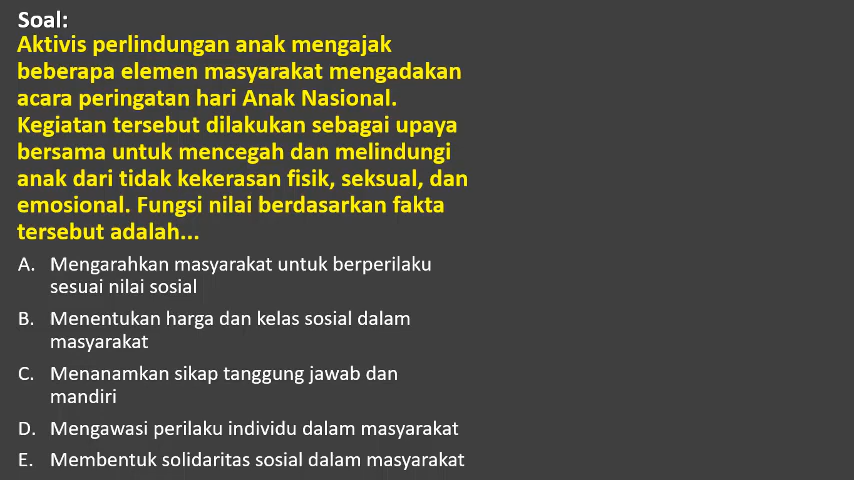 Soal:
Aktivis perlindungan anak mengajak
beberapa elemen masyarakat mengadakan
acara peringatan hari Anak Nasional.
Kegiatan tersebut dilakukan sebagai upaya
bersama untuk mencegah dan melindungi
anak dari tidak kekerasan fisik, seksual, dan
emosional. Fungsi nilai berdasarkan fakta
tersebut adalah...
A. Mengarahkan masyarakat untuk berperilaku
sesuai nilai sosial
B. Menentukan harga dan kelas sosial dalam
masyarakat
C. Menanamkan sikap tanggung jawab dan
mandiri
D. Mengawasi perilaku individu dalam masyarakat
E. Membentuk solidaritas sosial dalam masyarakat